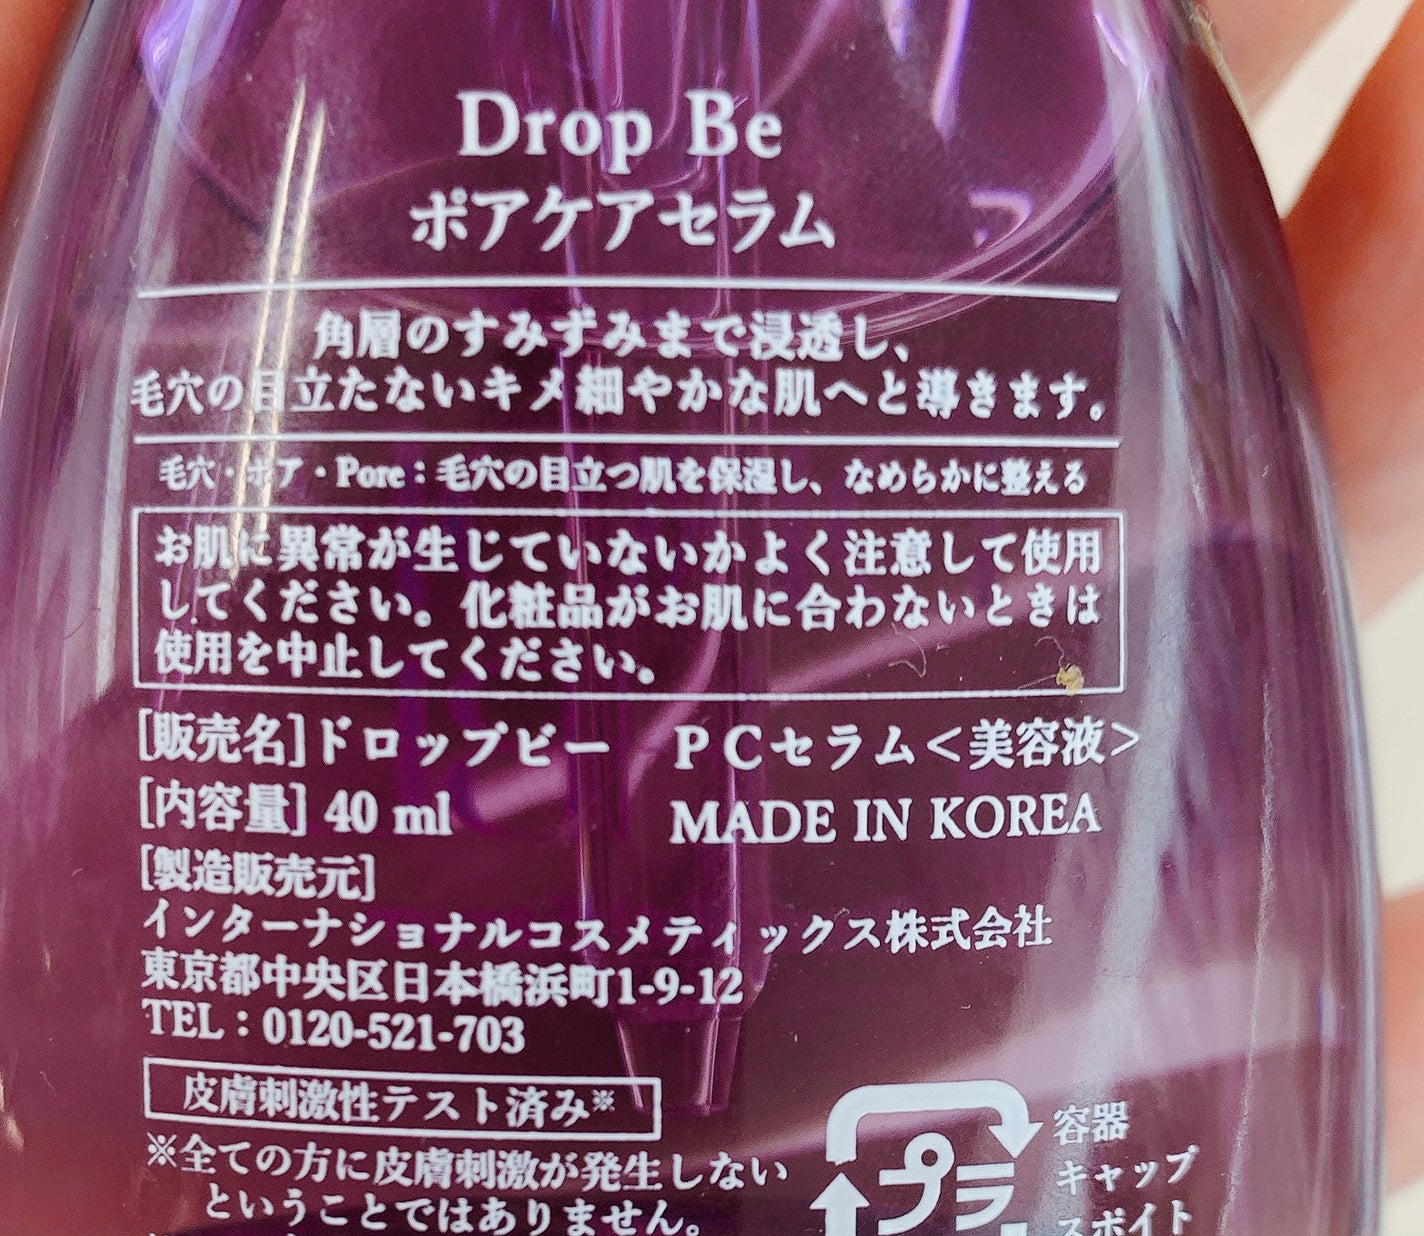 Drop Be
ポアケアセラム
角層のすみずみまで浸透し、
毛穴の目立たないキメ細やかな肌へと導きます。
毛穴・ポア・Pore：毛穴の目立つ肌を保湿し、なめらかに整える
お肌に異常が生じていないかよく注意して使用
してください。化粧品がお肌に合わないときは
使用を中止してください。
[販売名]ドロップビー　ＰＣセラム＜美容液＞
[内容量] 40 ml　MADE IN KOREA
[製造販売元]
インターナショナルコスメティックス株式会社
東京都中央区日本橋浜町1-9-12
TEL：0120-521-703
皮膚刺激性テスト済み※
※全ての方に皮膚刺激が発生しない
ということではありません。
プラ
容器
キャップ
スポイト